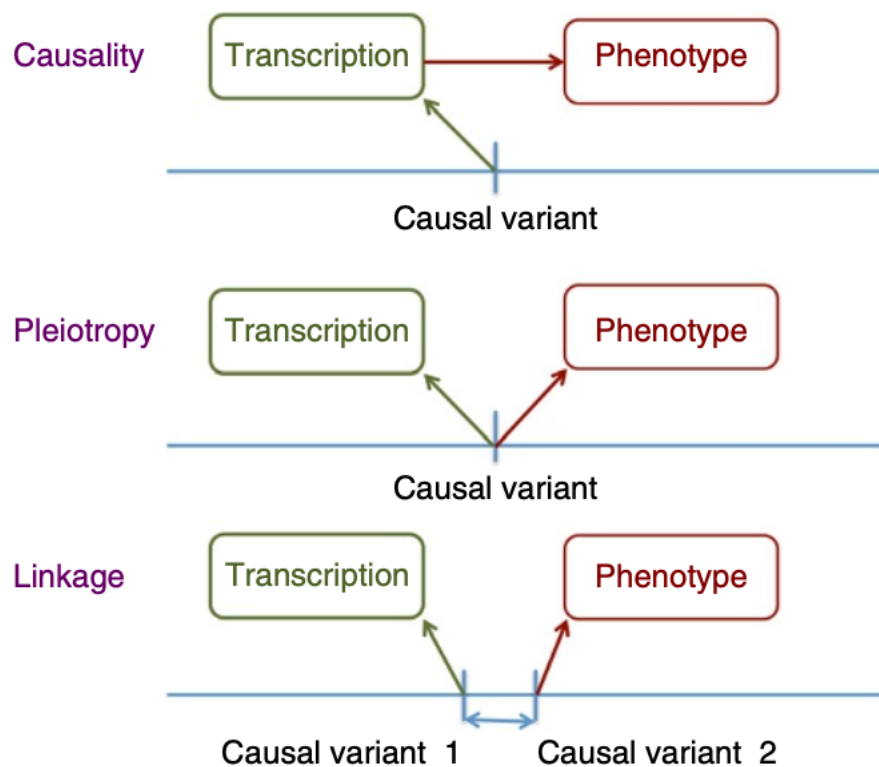 Causality
Transcription
Phenotype
Causal variant
Pleiotropy
Transcription
Phenotype
Causal variant
Linkage
Transcription
Phenotype
Causal variant 1
Causal variant 2